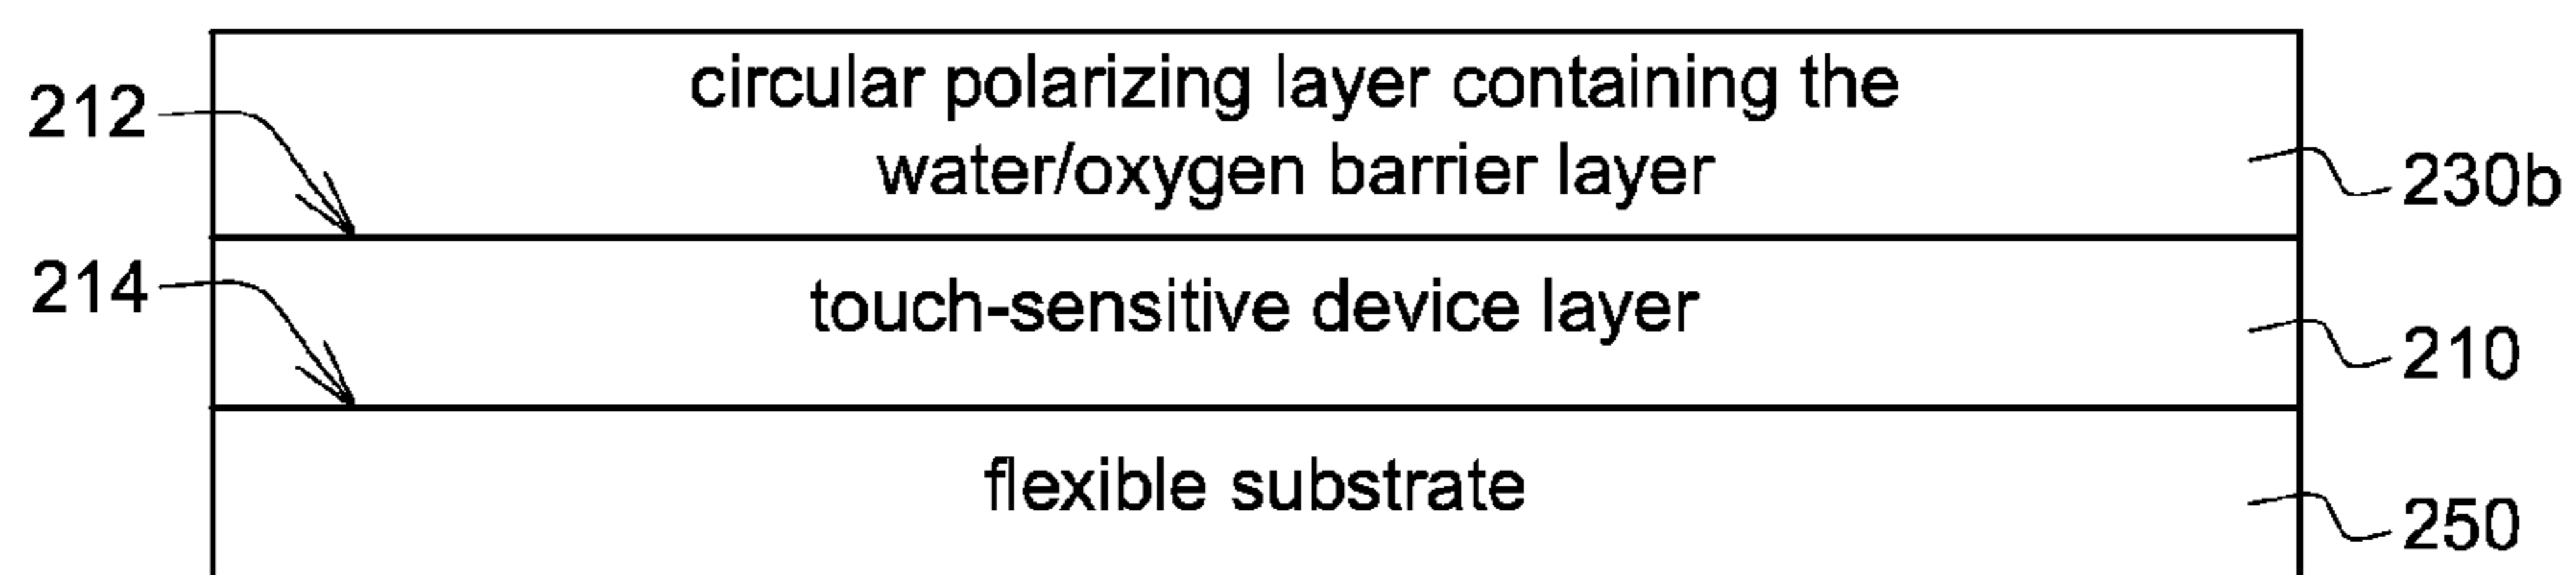 circular polarizing layer containing the
212
water/oxygen barrier layer
230b
214
touch-sensitive device layer
210
flexible substrate
250